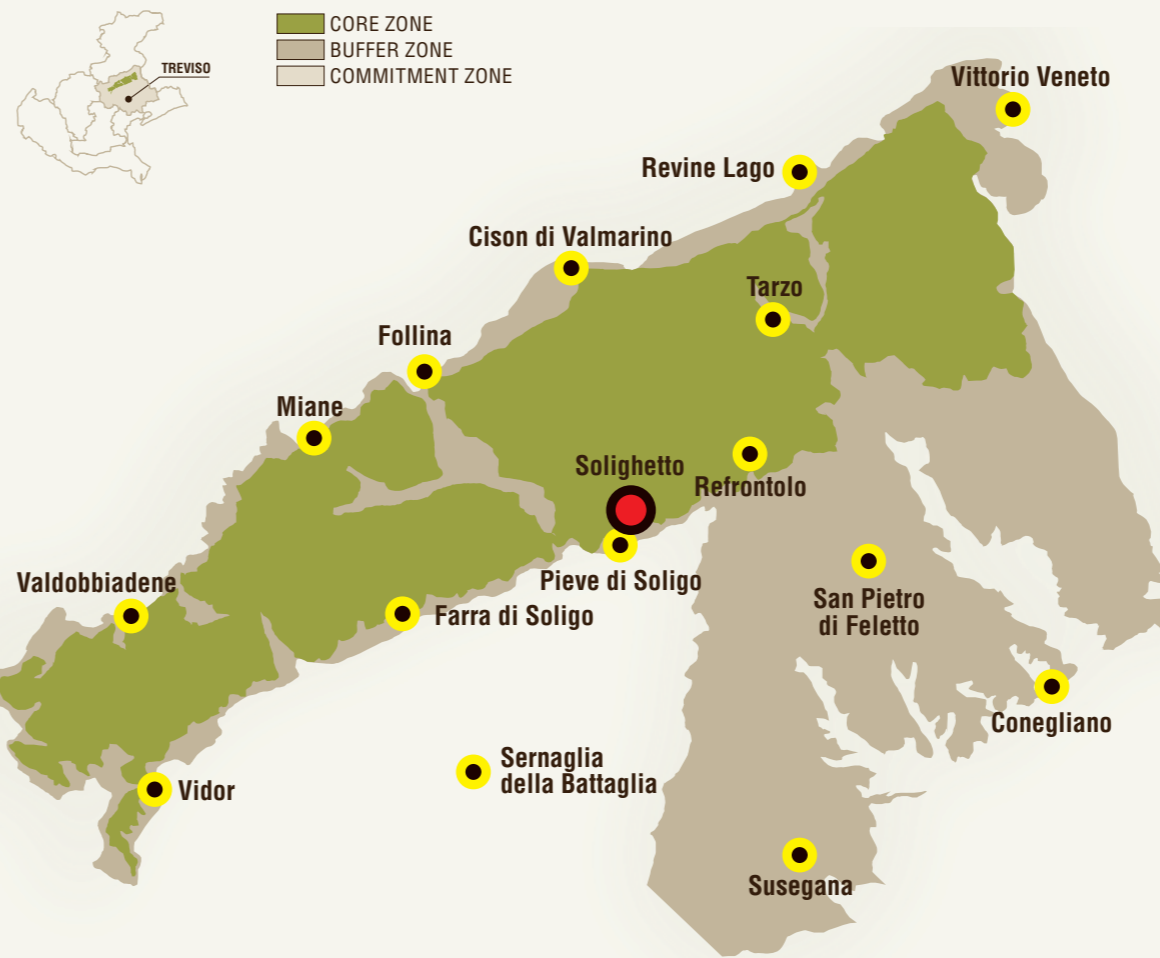 CORE ZONE
BUFFER ZONE
COMMITMENT ZONE
TREVISO
Vittorio Veneto
Revine Lago
Cison di Valmarino
Tarzo
Follina
Miane
Solighetto
Refrontolo
Valdobbiadene
Pieve di Soligo
Farra di Soligo
San Pietro
di Feletto
Conegliano
Sernaglia
della Battaglia
Vidor
Susegana